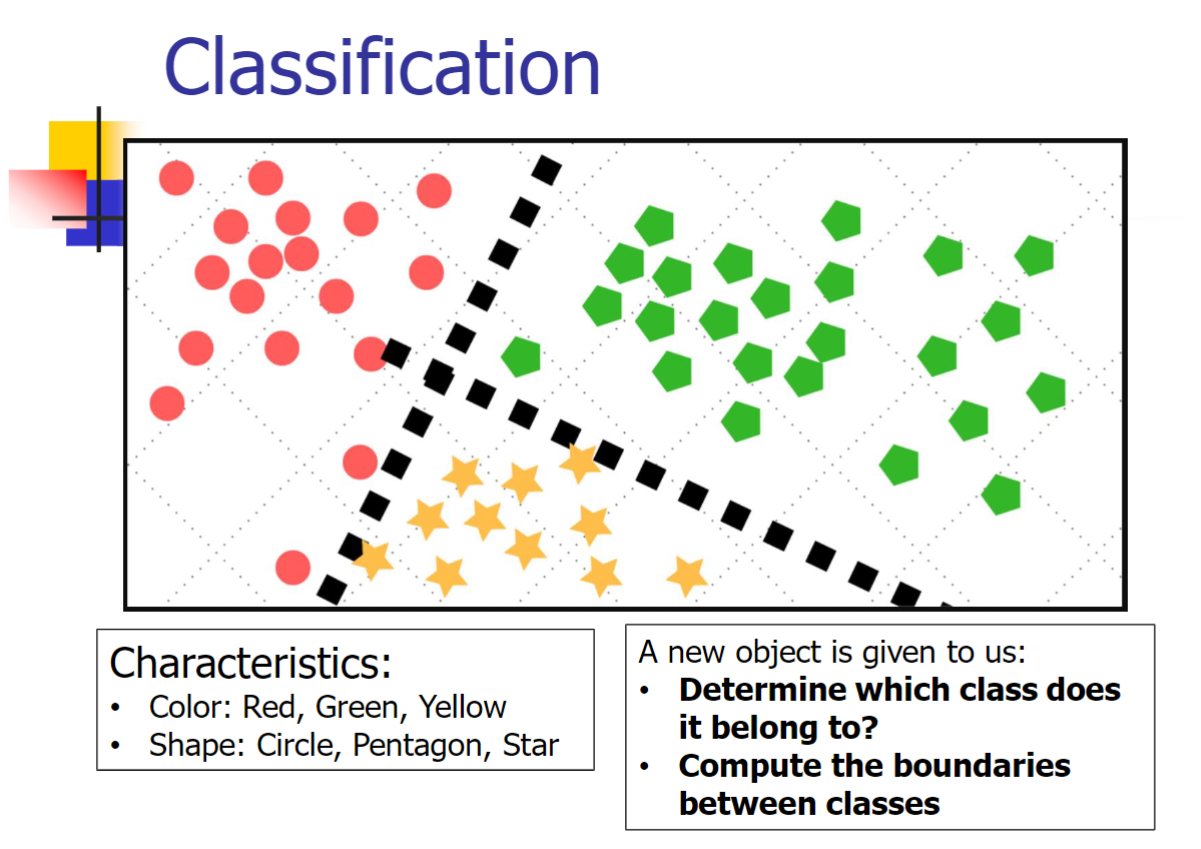 Classification
Characteristics:
• Color: Red, Green, Yellow
• Shape: Circle, Pentagon, Star
A new object is given to us:
• Determine which class does
it belong to?
• Compute the boundaries
between classes